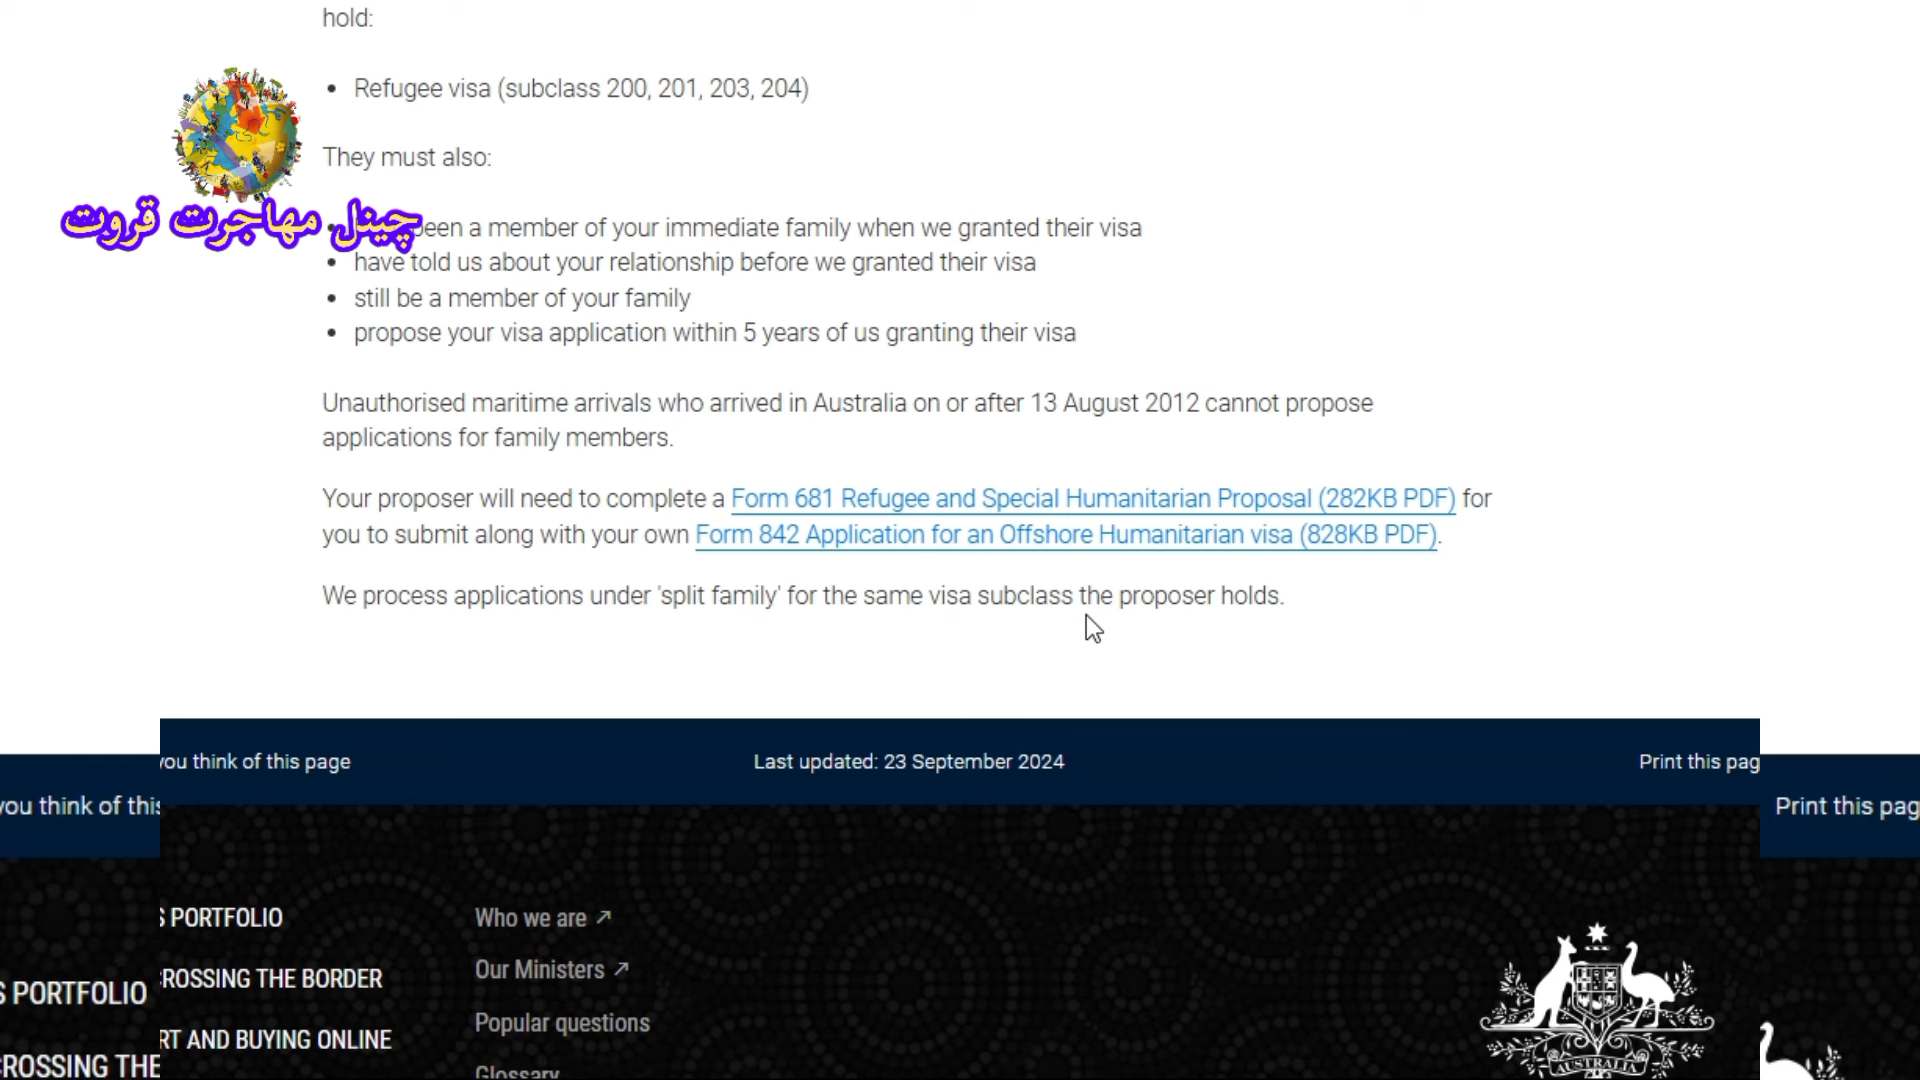 hold:
Refugee visa (subclass 200, 201, 203, 204)
They must also:
چینل مهاجرت قروت
been a member of your immediate family when we granted their visa
have told us about your relationship before we granted their visa
still be a member of your family
propose your visa application within 5 years of us granting their visa
Unauthorised maritime arrivals who arrived in Australia on or after 13 August 2012 cannot propose
applications for family members.
Your proposer will need to complete a Form 681 Refugee and Special Humanitarian Proposal (282KB PDF) for
you to submit along with your own Form 842 Application for an Offshore Humanitarian visa (828KB PDF).
We process applications under 'split family' for the same visa subclass the proposer holds.
you think of this page
Last updated: 23 September 2024
Print this pag
you think of this
Print this pag
S PORTFOLIO
Who we are
Our Ministers
CROSSING THE BORDER
S PORTFOLIO
Popular questions
RT AND BUYING ONLINE
CROSSING THE
Glossary
AUSTRALIA